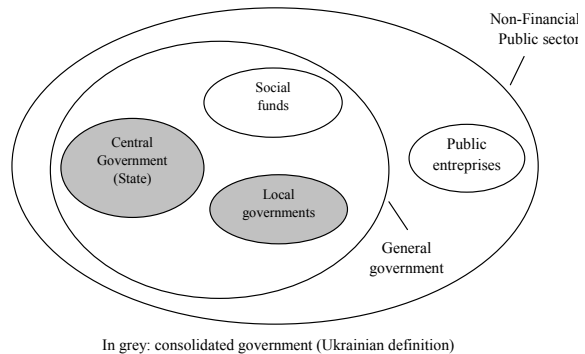 Non-Financial
Public sector
Social
funds
Central
Government
(State)
Public
entreprises
Local
governments
General
government
In grey: consolidated government (Ukrainian definition)